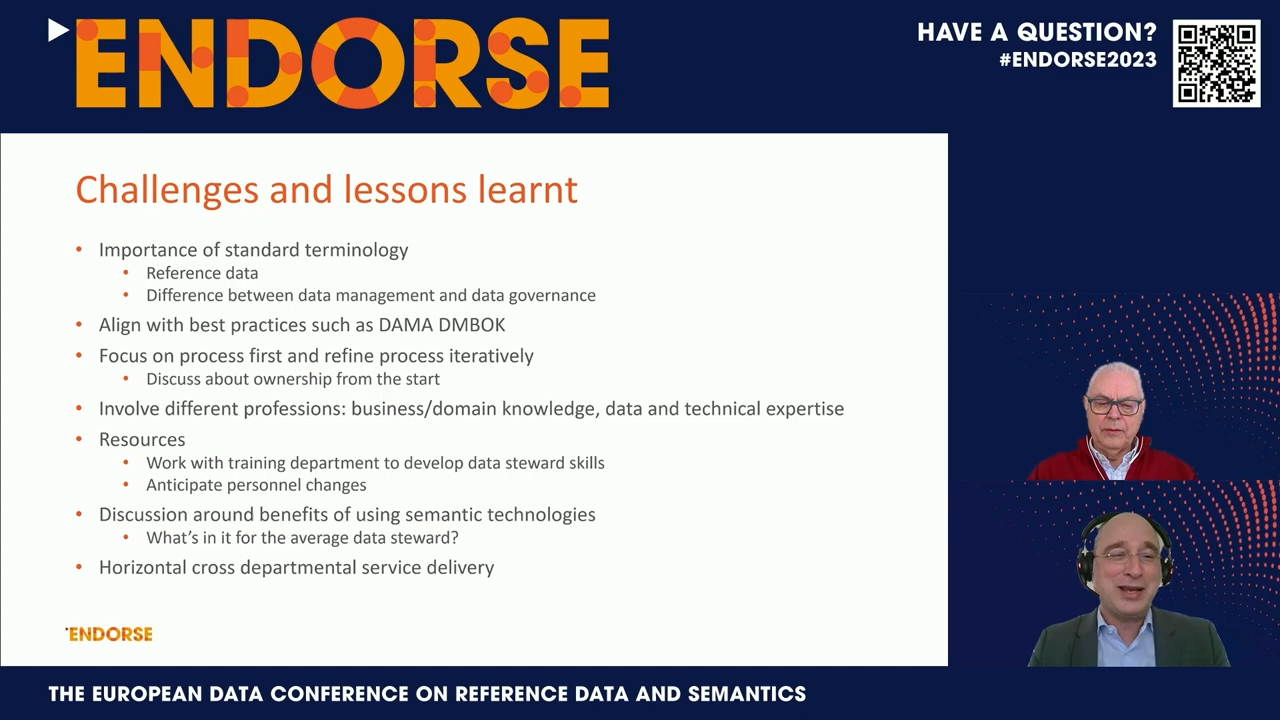 ENDORSE
HAVE A QUESTION?
#ENDORSE2023
Challenges and lessons learnt
• Importance of standard terminology
• Reference data
• Difference between data management and data governance
• Align with best practices such as DAMA DMBOK
• Focus on process first and refine process iteratively
• Discuss about ownership from the start
• Involve different professions: business/domain knowledge, data and technical expertise
• Resources
• Work with training department to develop data steward skills
• Anticipate personnel changes
• Discussion around benefits of using semantic technologies
• What's in it for the average data steward?
• Horizontal cross departmental service delivery
ENDORSE
THE EUROPEAN DATA CONFERENCE ON REFERENCE DATA AND SEMANTICS